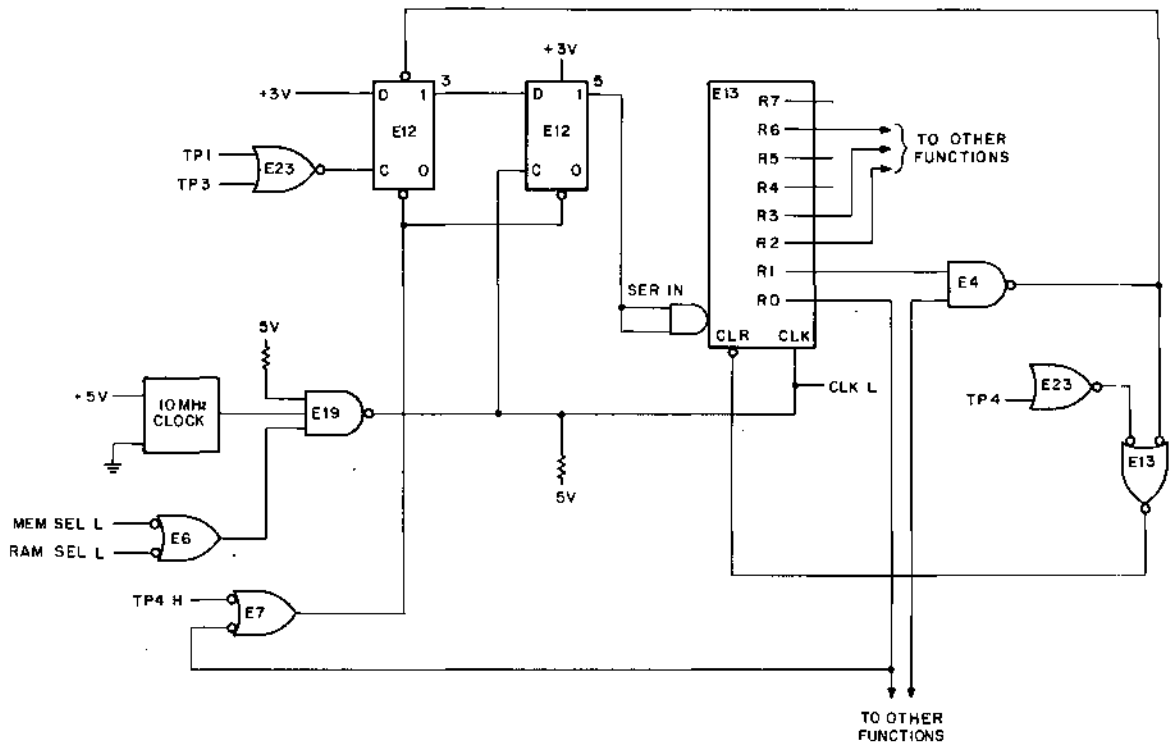 +3V
3
5
E13
+3V
D 1
E12
C 0
D 1
E12
C 0
R7
R6
R5
R4
R3
R2
R1
R0
TO OTHER
FUNCTIONS
TP1
TP3
E23
SER IN
CLR CLK
E4
5V
+5V
10 MHz
CLOCK
E19
CLK L
5V
TP4
E23
E13
MEM SEL L
RAM SEL L
E6
TP4 H
E7
TO OTHER
FUNCTIONS